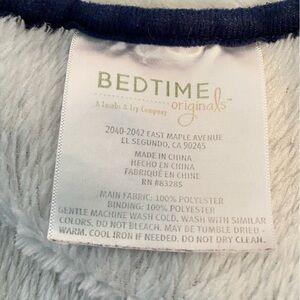 BEDTIME
originals™
A Lambs & Ivy Company
2040-2042 EAST MAPLE AVENUE
EL SEGUNDO, CA 90245
MADE IN CHINA
HECHO EN CHINA
FABRIQUÉ EN CHINE
RN #83285
MAIN FABRIC: 100% POLYESTER
BINDING: 100% POLYESTER
GENTLE MACHINE WASH COLD. WASH WITH SIMILAR
COLORS. DO NOT BLEACH. MAY BE TUMBLE DRIED -
WARM. COOL IRON IF NEEDED. DO NOT DRY CLEAN.